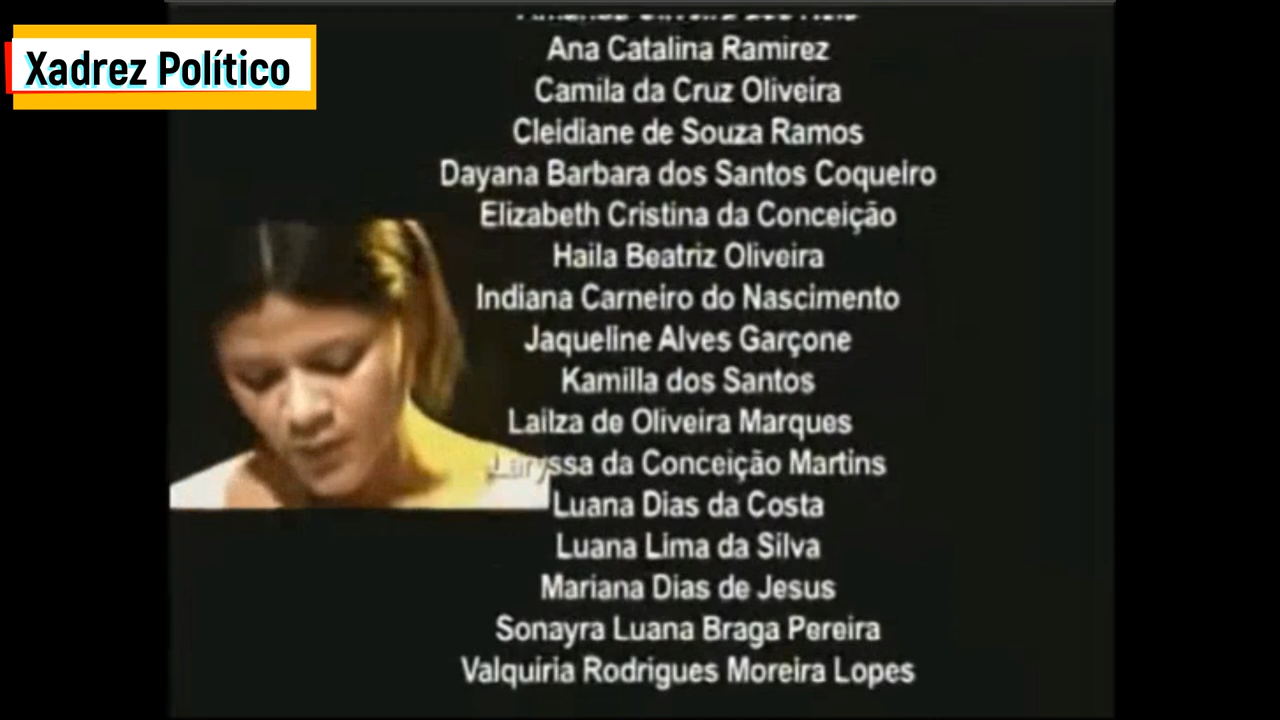 Xadrez Político
Ana Catalina Ramirez
Camila da Cruz Oliveira
Cleidiane de Souza Ramos
Dayana Barbara dos Santos Coqueiro
Elizabeth Cristina da Conceição
Haila Beatriz Oliveira
Indiana Carneiro do Nascimento
Jaqueline Alves Garçone
Kamilla dos Santos
Lailza de Oliveira Marques
Laryssa da Conceição Martins
Luana Dias da Costa
Luana Lima da Silva
Mariana Dias de Jesus
Sonayra Luana Braga Pereira
Valquiria Rodrigues Moreira Lopes